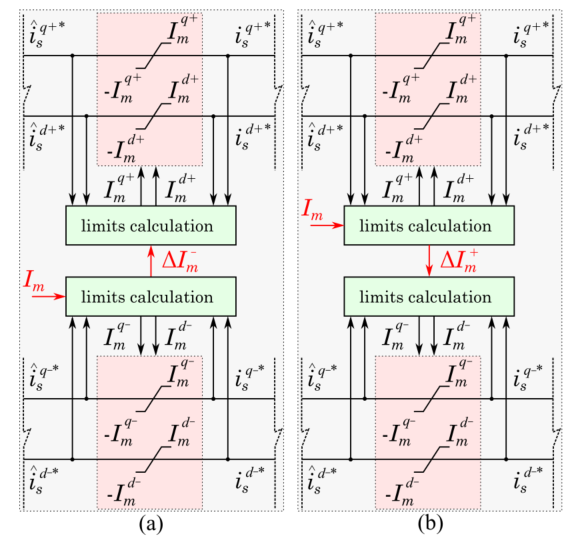 î_s^{q+*} I_m^{q+} i_s^{q+*}
-I_m^{q+} I_m^{d+}
î_s^{d+*} -I_m^{d+} i_s^{d+*}
I_m^{q+} I_m^{d+}
limits calculation
ΔI_m^-
I_m
limits calculation
I_m^{q-} I_m^{d-}
î_s^{q-*} I_m^{q-} i_s^{q-*}
-I_m^{q-} I_m^{d-}
î_s^{d-*} -I_m^{d-} i_s^{d-*}
(a)
î_s^{q+*} I_m^{q+} i_s^{q+*}
-I_m^{q+} I_m^{d+}
î_s^{d+*} -I_m^{d+} i_s^{d+*}
I_m^{q+} I_m^{d+}
I_m
limits calculation
ΔI_m^+
limits calculation
I_m^{q-} I_m^{d-}
î_s^{q-*} I_m^{q-} i_s^{q-*}
-I_m^{q-} I_m^{d-}
î_s^{d-*} -I_m^{d-} i_s^{d-*}
(b)